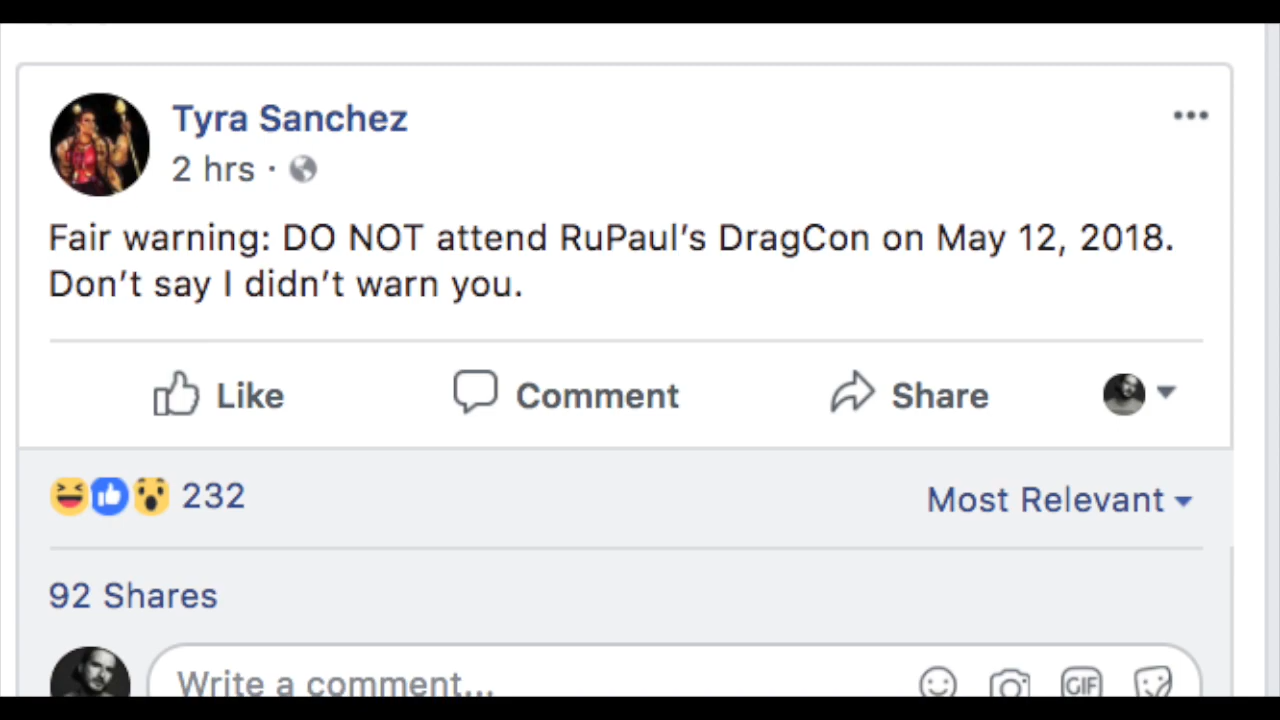 Tyra Sanchez
2 hrs ·
Fair warning: DO NOT attend RuPaul's DragCon on May 12, 2018.
Don't say I didn't warn you.
Like Comment Share
232 Most Relevant
92 Shares
Write a comment...
GIF